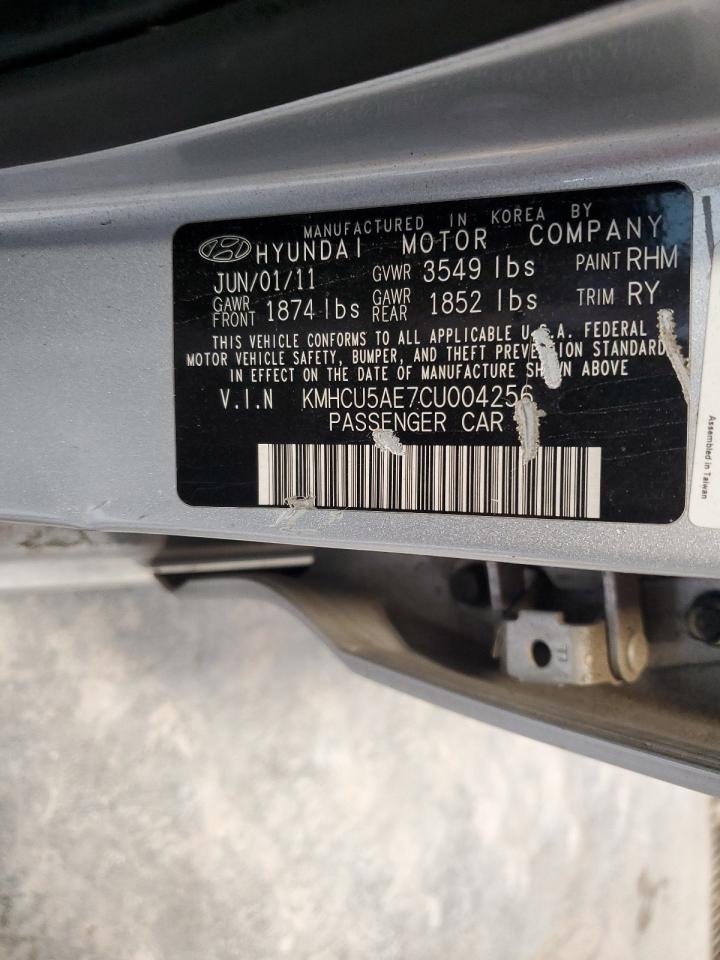 MANUFACTURED IN KOREA BY
HYUNDAI MOTOR COMPANY
JUN/01/11 GVWR 3549 lbs PAINT RHM
GAWR FRONT 1874 lbs GAWR REAR 1852 lbs TRIM RY
THIS VEHICLE CONFORMS TO ALL APPLICABLE U.S.A. FEDERAL
MOTOR VEHICLE SAFETY, BUMPER, AND THEFT PREVENTION STANDARDS
IN EFFECT ON THE DATE OF MANUFACTURE SHOWN ABOVE
V.I.N KMHCU5AE7CU004256
PASSENGER CAR
Assembled in Taiwan